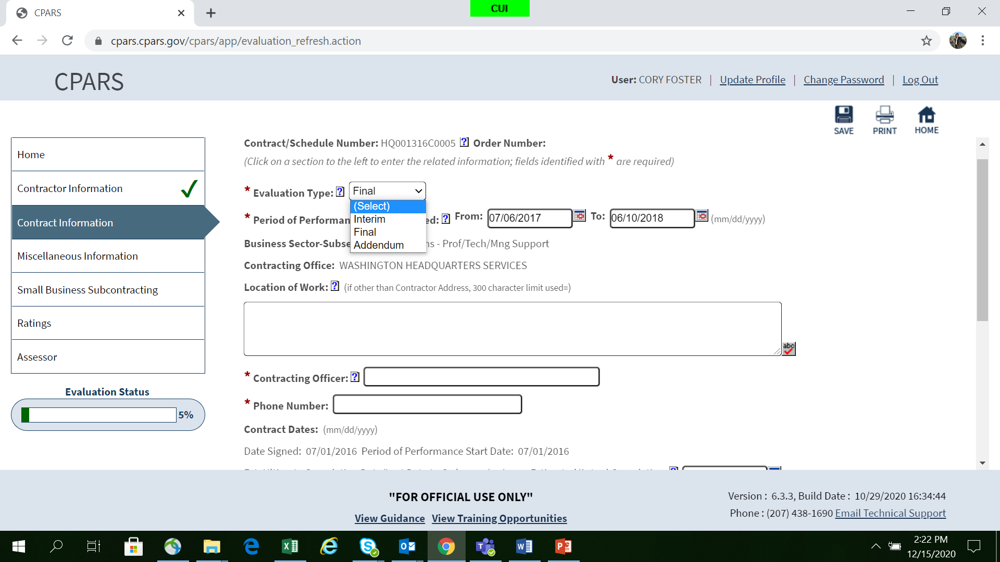 CPARS
CUI
cpars.cpars.gov/cpars/app/evaluation_refresh.action
CPARS
User: CORY FOSTER | Update Profile | Change Password | Log Out
SAVE PRINT HOME
Home
Contractor Information
Contract Information
Miscellaneous Information
Small Business Subcontracting
Ratings
Assessor
Evaluation Status
5%
Contract/Schedule Number: HQ001316C0005 ? Order Number:
(Click on a section to the left to enter the related information; fields identified with * are required)
* Evaluation Type: ? Final
(Select)
Interim
Final
Addendum
* Period of Performan ed: ? From: 07/06/2017 To: 06/10/2018 (mm/dd/yyyy)
Business Sector-Subse ns - Prof/Tech/Mng Support
Contracting Office: WASHINGTON HEADQUARTERS SERVICES
Location of Work: ? (if other than Contractor Address, 300 character limit used=)
abc
* Contracting Officer: ?
* Phone Number:
Contract Dates: (mm/dd/yyyy)
Date Signed: 07/01/2016 Period of Performance Start Date: 07/01/2016
"FOR OFFICIAL USE ONLY"
View Guidance View Training Opportunities
Version : 6.3.3, Build Date : 10/29/2020 16:34:44
Phone : (207) 438-1690 Email Technical Support
2:22 PM
12/15/2020